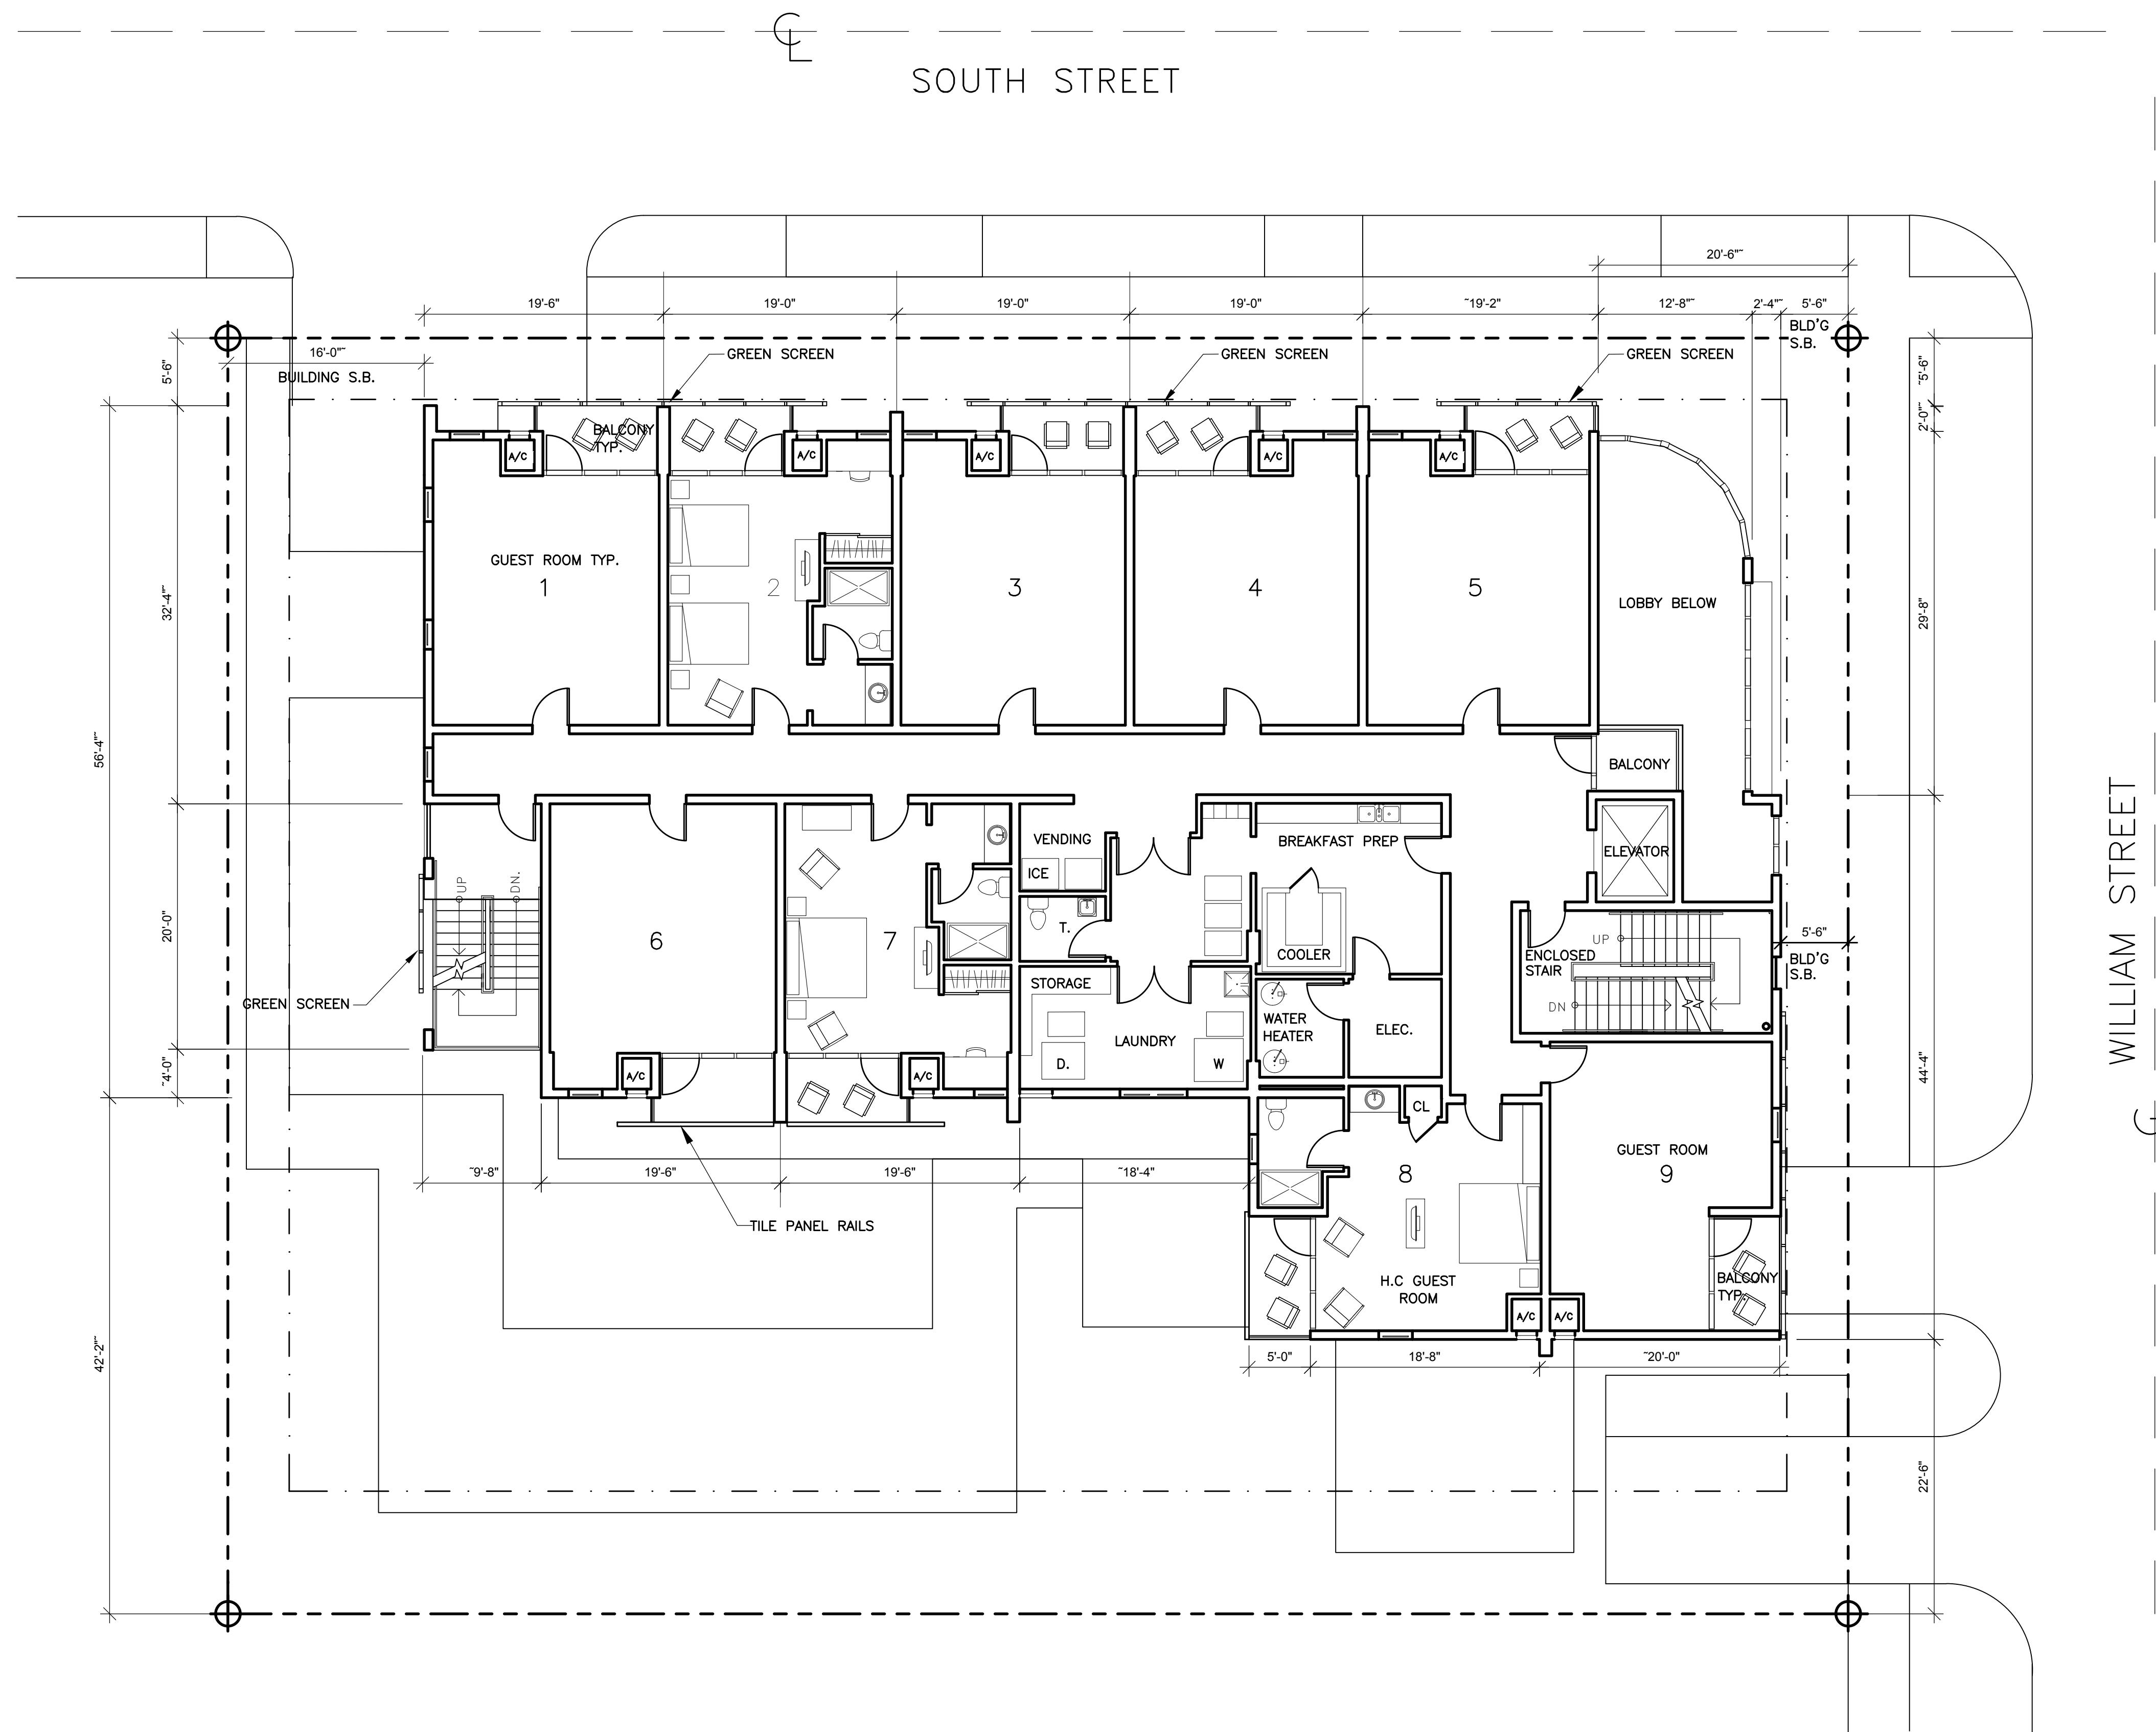 SOUTH STREET
20'-6"~
19'-6"
19'-0"
19'-0"
19'-0"
~19'-2"
12'-8"~
2'-4"~
5'-6"
BLD'G
S.B.
16'-0"~
BUILDING S.B.
GREEN SCREEN
GREEN SCREEN
GREEN SCREEN
5'-6"
~5'-6"
2'-0"~
BALCONY
TYP.
A/C
A/C
A/C
A/C
A/C
GUEST ROOM TYP.
1
2
3
4
5
LOBBY BELOW
32'-4"~
29'-8"
56'-4"~
BALCONY
VENDING
ICE
BREAKFAST PREP
ELEVATOR
UP
DN.
20'-0"
6
7
T.
COOLER
UP
ENCLOSED
STAIR
5'-6"
BLD'G
S.B.
STORAGE
GREEN SCREEN
DN
WATER
HEATER
ELEC.
LAUNDRY
D.
W
~4'-0"
A/C
A/C
44'-4"
WILLIAM STREET
CL
GUEST ROOM
9
8
~9'-8"
19'-6"
19'-6"
~18'-4"
TILE PANEL RAILS
H.C GUEST
ROOM
BALCONY
TYP.
A/C
A/C
5'-0"
18'-8"
~20'-0"
42'-2"~
22'-6"